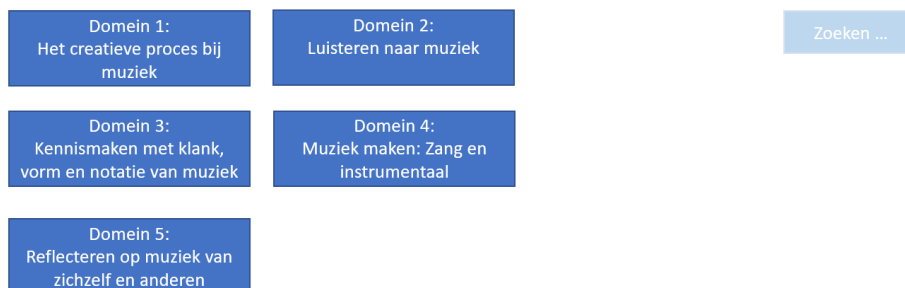 Domein 1:
Het creatieve proces bij
muziek
Domein 2:
Luisteren naar muziek
Zoeken ...
Domein 3:
Kennismaken met klank,
vorm en notatie van muziek
Domein 4:
Muziek maken: Zang en
instrumentaal
Domein 5:
Reflecteren op muziek van
zichzelf en anderen